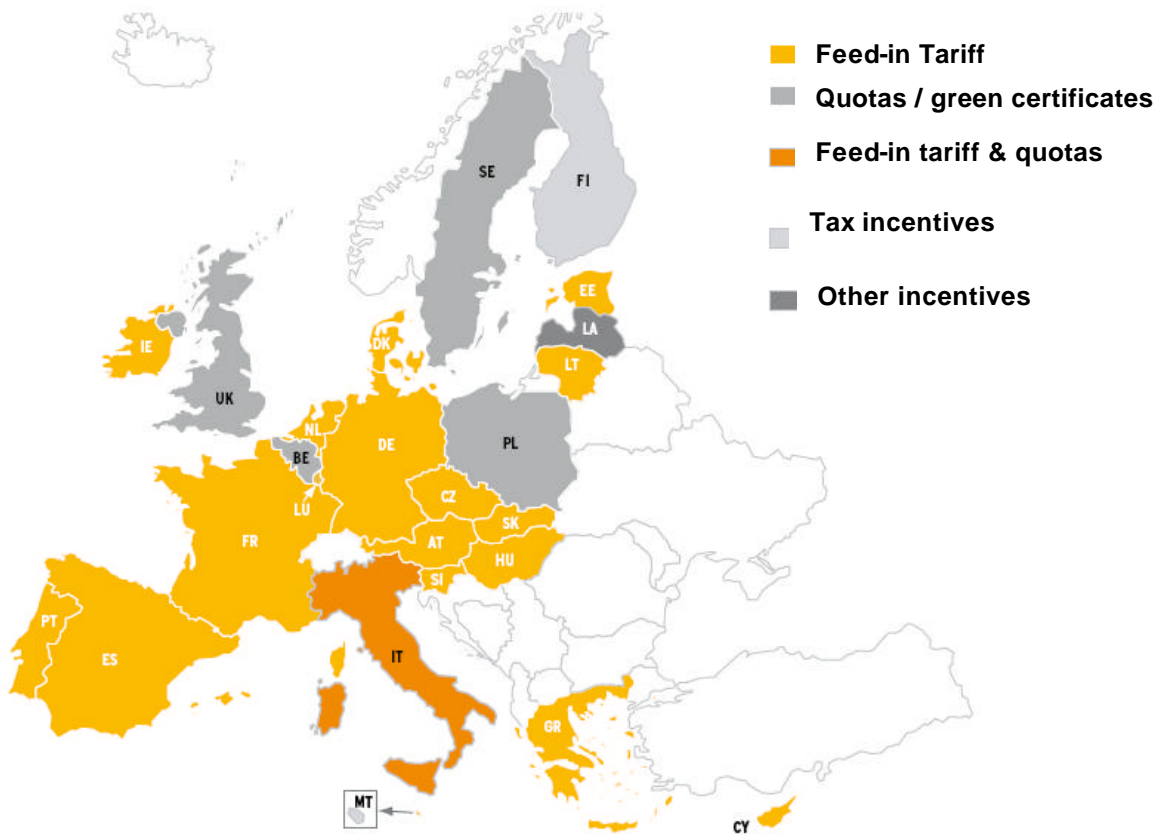 Feed-in Tariff
Quotas / green certificates
Feed-in tariff & quotas
Tax incentives
Other incentives
SE
FI
EE
LA
LT
DK
IE
UK
NL
DE
PL
BE
LU
CZ
SK
FR
AT
HU
SI
PT
ES
IT
GR
MT
CY